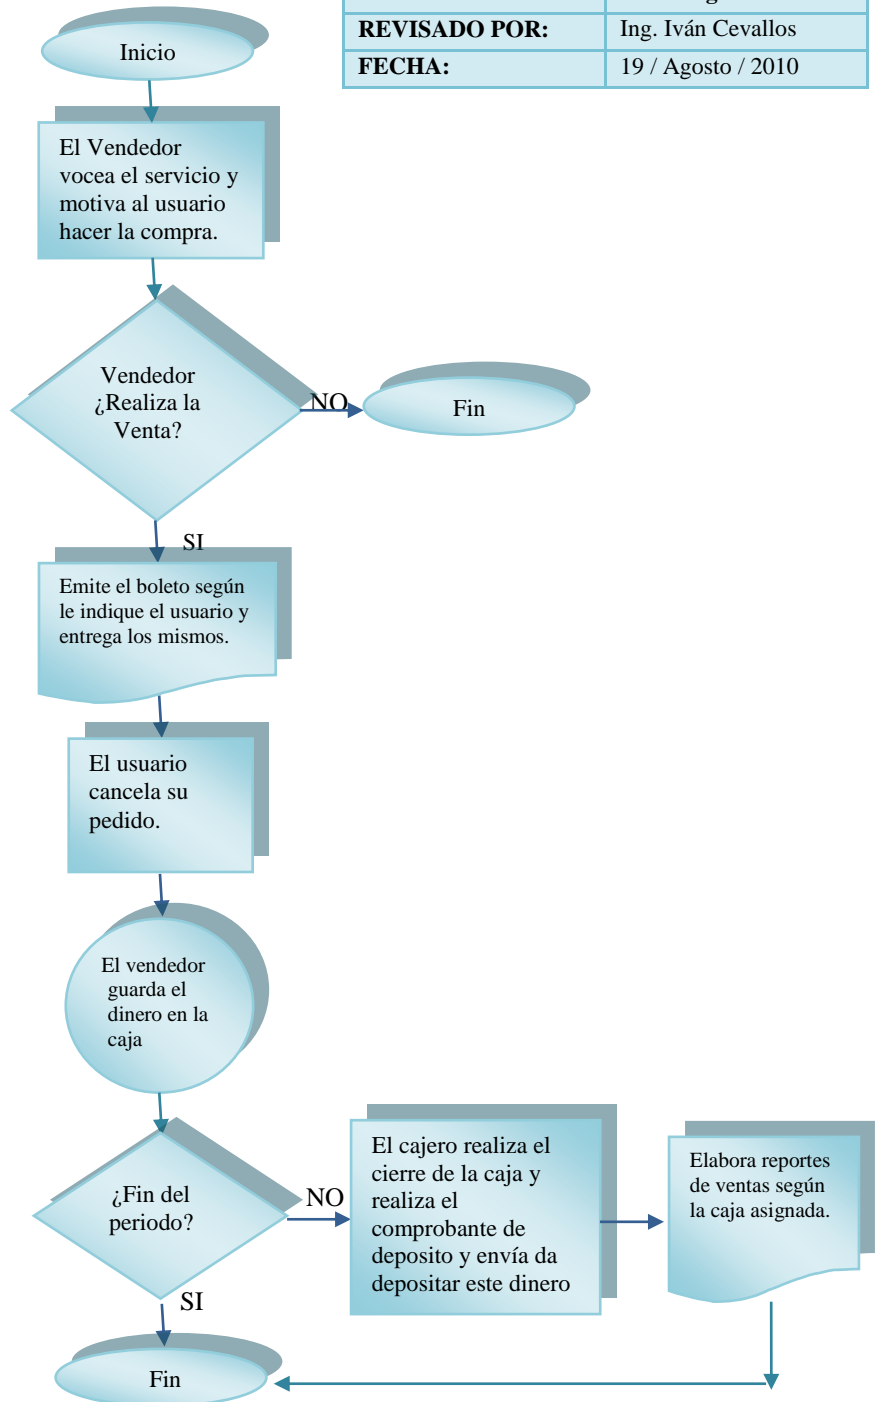 REVISADO POR: Ing. Iván Cevallos
FECHA: 19 / Agosto / 2010
Inicio
El Vendedor
vocea el servicio y
motiva al usuario
hacer la compra.
Vendedor
¿Realiza la
Venta?
NO
Fin
SI
Emite el boleto según
le indique el usuario y
entrega los mismos.
El usuario
cancela su
pedido.
El vendedor
guarda el
dinero en la
caja
¿Fin del
periodo?
NO
El cajero realiza el
cierre de la caja y
realiza el
comprobante de
deposito y envía da
depositar este dinero
Elabora reportes
de ventas según
la caja asignada.
SI
Fin